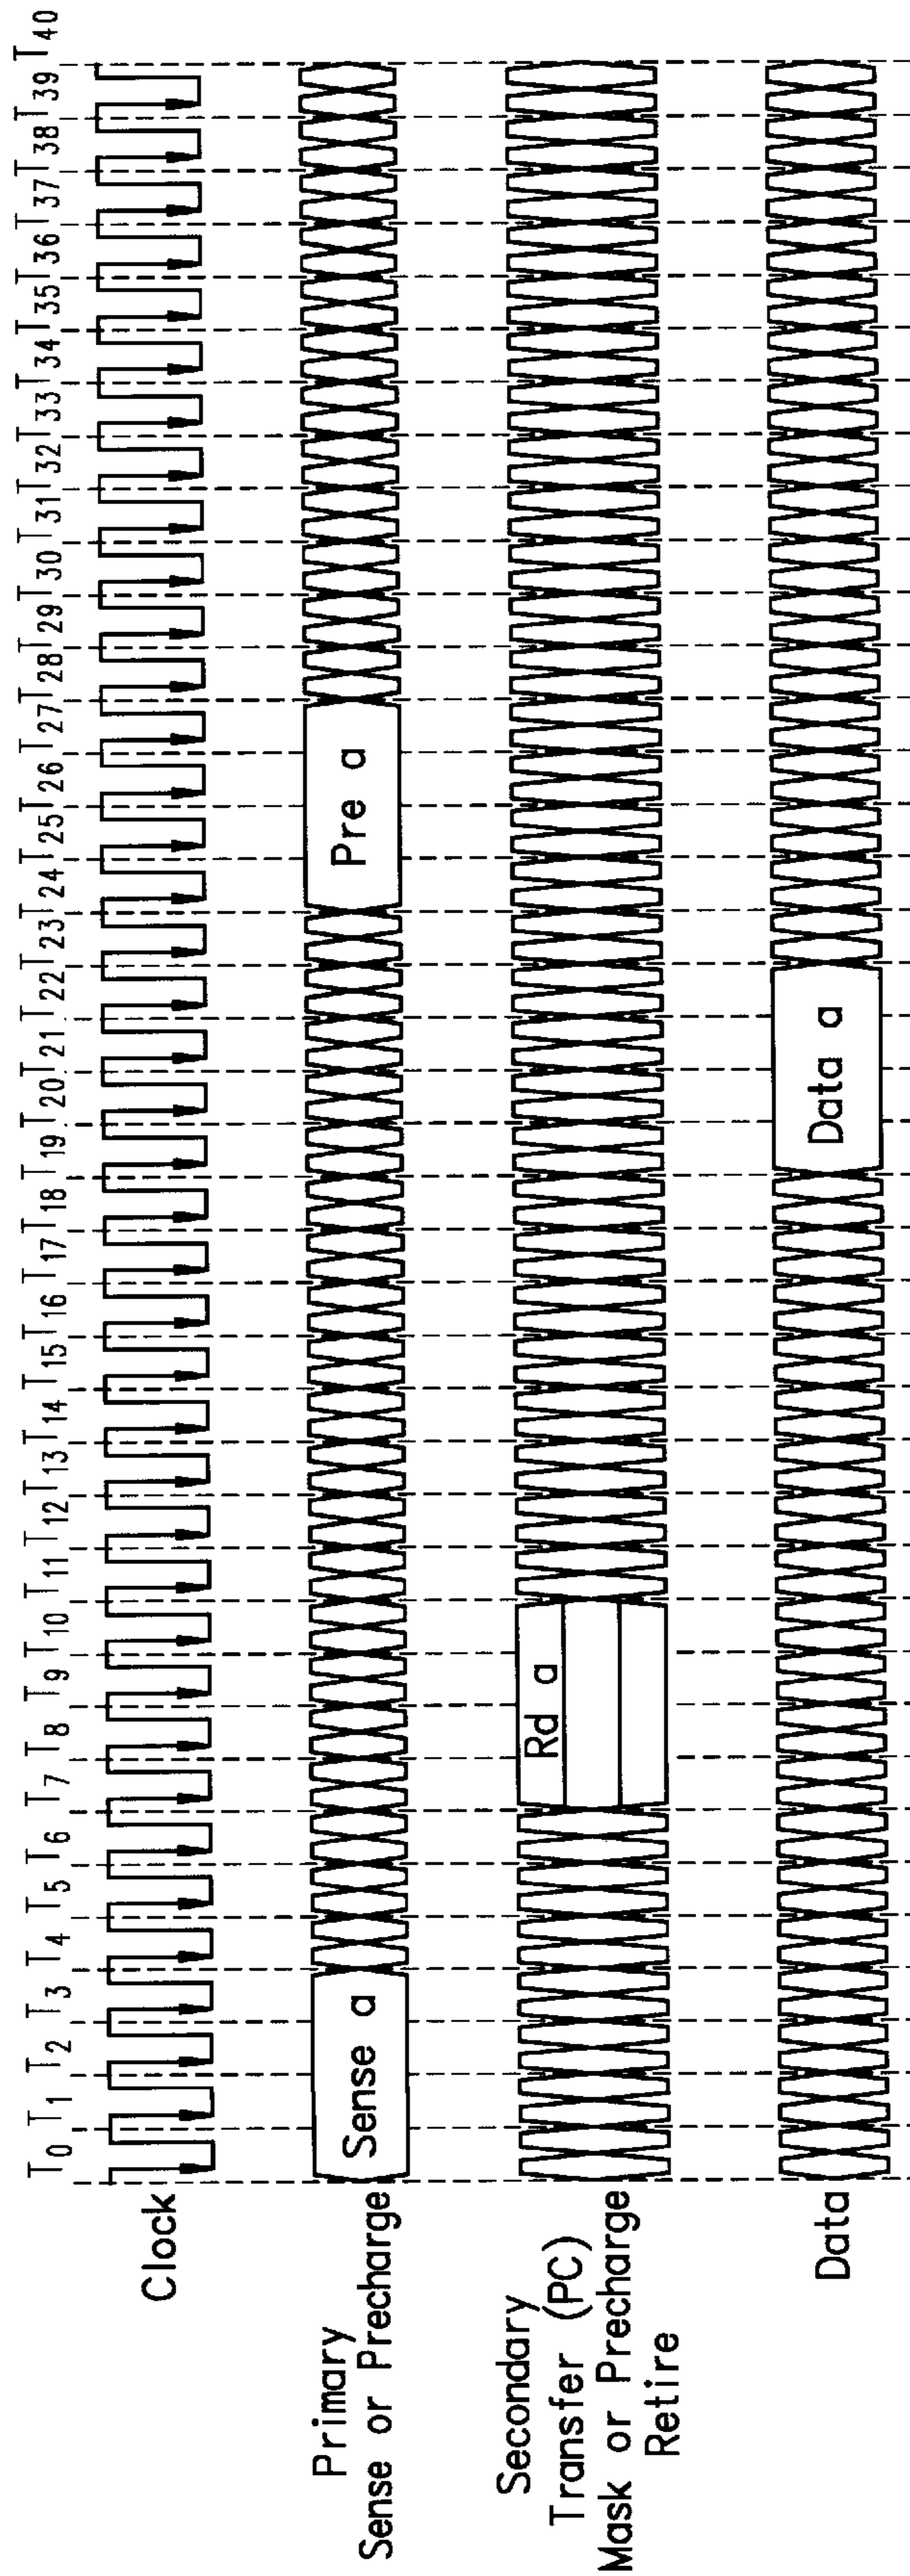 T0 T1 T2 T3 T4 T5 T6 T7 T8 T9 T10 T11 T12 T13 T14 T15 T16 T17 T18 T19 T20 T21 T22 T23 T24 T25 T26 T27 T28 T29 T30 T31 T32 T33 T34 T35 T36 T37 T38 T39 T40
Clock
Primary
Sense or Precharge
Sense a
Pre a
Secondary
Transfer (PC)
Mask or Precharge
Retire
Rd a
Data
Data a